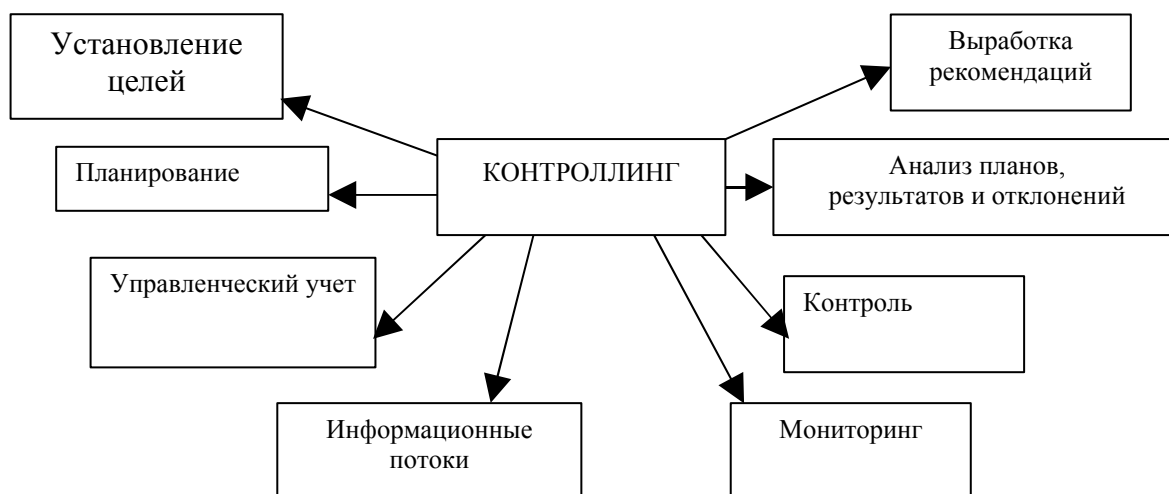 Установление
целей
Выработка
рекомендаций
Планирование
КОНТРОЛЛИНГ
Анализ планов,
результатов и отклонений
Управленческий учет
Контроль
Информационные
потоки
Мониторинг